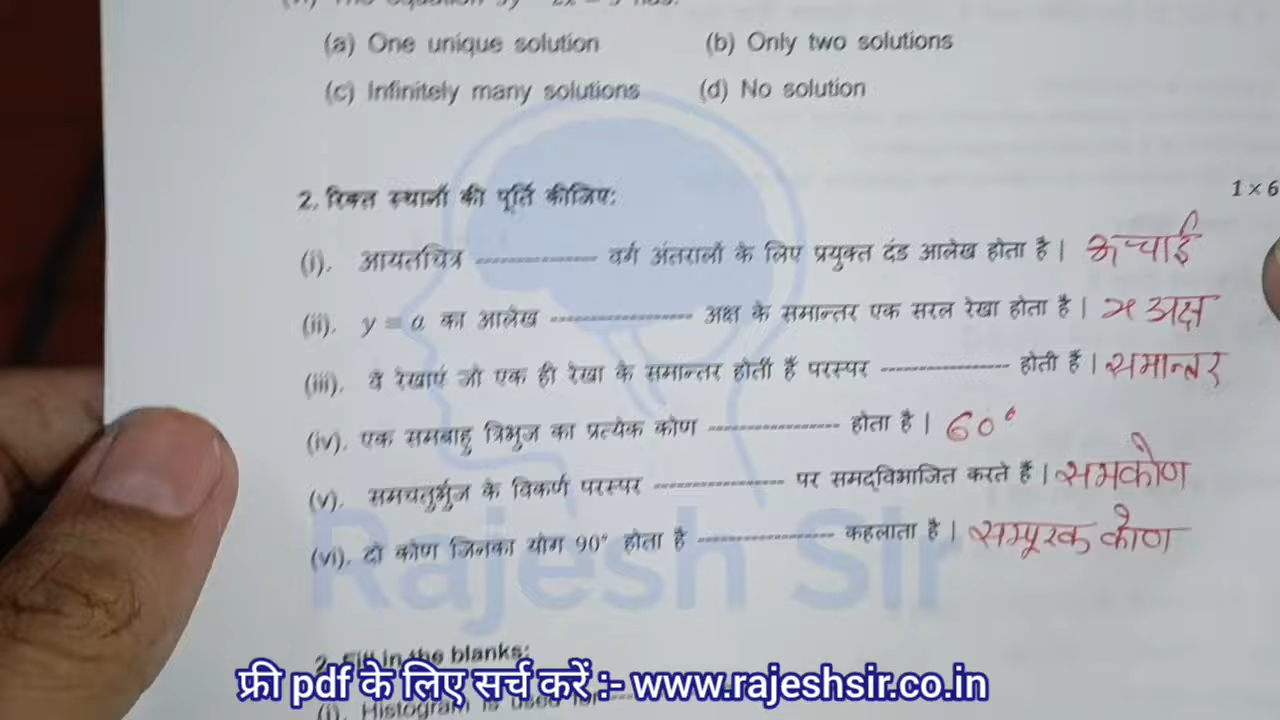 The equation
(a) One unique solution (b) Only two solutions
(c) Infinitely many solutions (d) No solution
2. रिक्त स्थानों की पूर्ति कीजिए: 1 × 6
(i). आयतचित्र ---------------- वर्ग अंतरालों के लिए प्रयुक्त दंड आलेख होता है | ऊचाई
(ii). y = a का आलेख ------------------- अक्ष के समान्तर एक सरल रेखा होता है | x अक्ष
(iii). वे रेखाएं जो एक ही रेखा के समान्तर होती हैं परस्पर ----------------- होती हैं | समान्तर
(iv). एक समबाहु त्रिभुज का प्रत्येक कोण ------------------ होता है | 60°
(v). समचतुर्भुज के विकर्ण परस्पर ------------------ पर समद्विभाजित करते हैं | समकोण
(vi). दो कोण जिनका योग 90° होता है ------------------- कहलाता है | सम्पूरक कोण
Rajesh Sir
2. Fill in the blanks:
फ्री pdf के लिए सर्च करें :- www.rajeshsir.co.in
(i). Histogram is used for